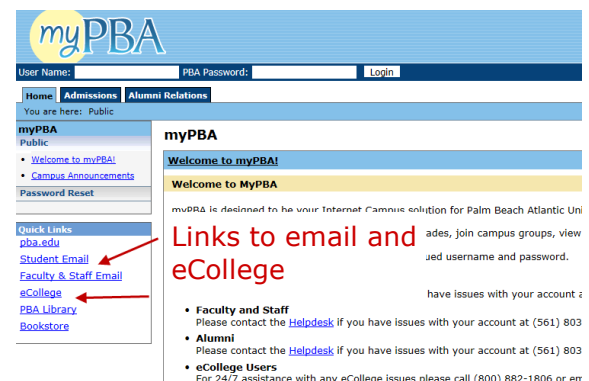 myPBA
User Name: PBA Password: Login
Home Admissions Alumni Relations
You are here: Public
myPBA
Public
• Welcome to myPBA!
• Campus Announcements
Password Reset
Quick Links
pba.edu
Student Email
Faculty & Staff Email
eCollege
PBA Library
Bookstore
myPBA
Welcome to myPBA!
Welcome to MyPBA
myPBA is designed to be your Internet Campus solution for Palm Beach Atlantic Uni
Links to email and
eCollege
ades, join campus groups, view
ued username and password.
have issues with your account a
• Faculty and Staff
Please contact the Helpdesk if you have issues with your account at (561) 803
• Alumni
Please contact the Helpdesk if you have issues with your account at (561) 803
• eCollege Users
For 24/7 assistance with any eCollege issues please call (800) 882-1806 or em